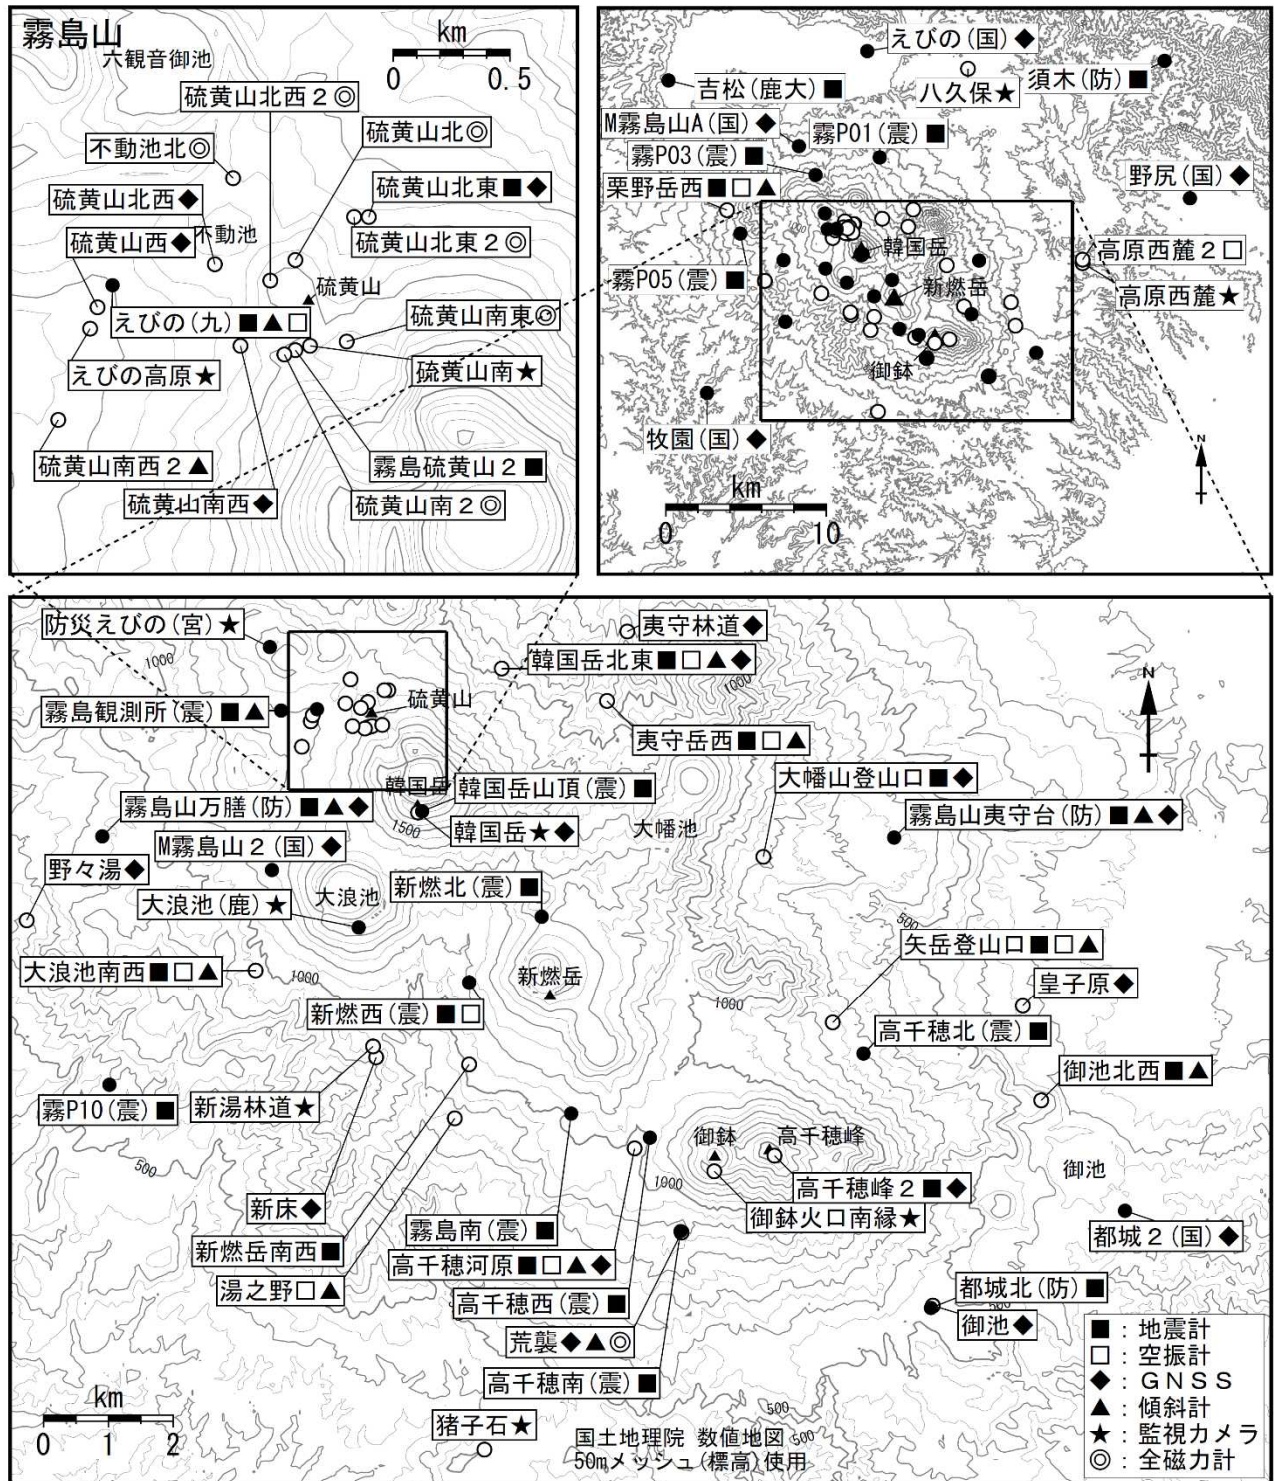 霧島山
六観音御池
km
0 0.5
硫黄山北西2◎
硫黄山北◎
不動池北◎
硫黄山北東■◆
硫黄山北西◆
不動池
硫黄山北東2◎
硫黄山西◆
硫黄山
えびの(九)■▲□
硫黄山南東◎
えびの高原★
硫黄山南★
硫黄山南西2▲
霧島硫黄山2■
硫黄山南西◆
硫黄山南2◎
えびの(国)◆
吉松(鹿大)■
八久保★
須木(防)■
M霧島山A(国)◆
霧P01(震)■
霧P03(震)■
栗野岳西■□▲
野尻(国)◆
韓国岳
高原西麓2□
霧P05(震)■
新燃岳
高原西麓★
御鉢
牧園(国)◆
N
km
0 10
防災えびの(宮)★
1000
夷守林道◆
韓国岳北東■□▲◆
1000
霧島観測所(震)■▲
硫黄山
夷守岳西■□▲
N
韓国岳
韓国岳山頂(震)■
大幡山登山口■◆
霧島山万膳(防)■▲◆
1500
韓国岳★◆
大幡池
霧島山夷守台(防)■▲◆
M霧島山2(国)◆
野々湯◆
大浪池
新燃北(震)■
大浪池(鹿)★
500
矢岳登山口■□▲
大浪池南西■□▲
1000
新燃岳
皇子原◆
1000
新燃西(震)■□
高千穂北(震)■
御池北西■▲
霧P10(震)■
新湯林道★
500
御鉢
高千穂峰
御池
1000
高千穂峰2■◆
新床◆
霧島南(震)■
御鉢火口南縁★
都城2(国)◆
新燃岳南西■
高千穂河原■□▲◆
湯之野□▲
高千穂西(震)■
都城北(防)■
500
荒襲◆▲◎
御池◆
高千穂南(震)■
km
0 1 2
猪子石★
500
国土地理院 数値地図
500
50mメッシュ(標高)使用
■:地震計
□:空振計
◆:GNSS
▲:傾斜計
★:監視カメラ
◎:全磁力計